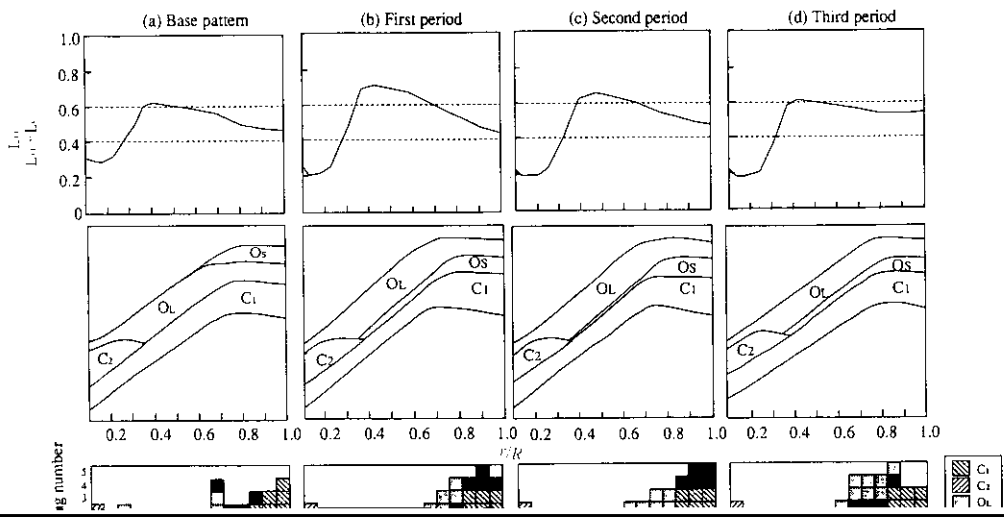 (a) Base pattern
(b) First period
(c) Second period
(d) Third period
1.0
0.8
0.6
0.4
0.2
0
Os
OL
C1
C2
OS
OL
C1
C2
OS
OL
C1
C2
OS
OL
C1
C2
0.2 0.4 0.6 0.8 1.0
0.2 0.4 0.6 0.8 1.0
0.2 0.4 0.6 0.8 1.0
0.2 0.4 0.6 0.8 1.0
r/R
number
5
4
3
C1
C2
OL